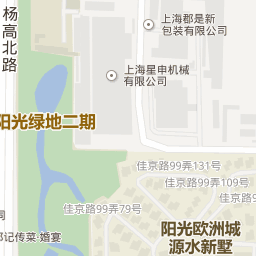 杨高北路
上海郡是新
包装有限公司
上海星申机械
有限公司
阳光绿地二期
佳京路99弄131号
佳京路99弄109号
佳京路99弄79号
阳光欧洲城
源水新墅
记传菜·婚宴